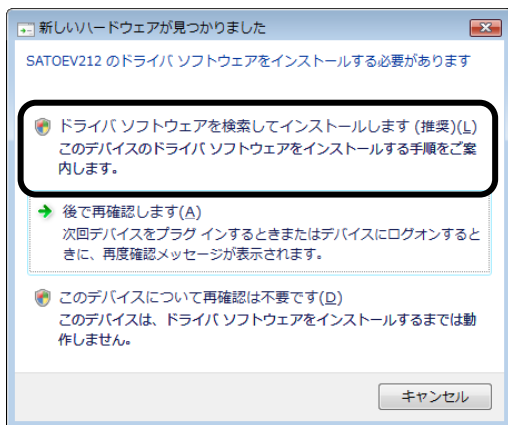 新しいハードウェアが見つかりました
SATOEV212 のドライバ ソフトウェアをインストールする必要があります
ドライバ ソフトウェアを検索してインストールします (推奨)(L)
このデバイスのドライバ ソフトウェアをインストールする手順をご案
内します。
後で再確認します(A)
次回デバイスをプラグ インするときまたはデバイスにログオンすると
きに、再度確認メッセージが表示されます。
このデバイスについて再確認は不要です(D)
このデバイスは、ドライバ ソフトウェアをインストールするまでは動
作しません。
キャンセル